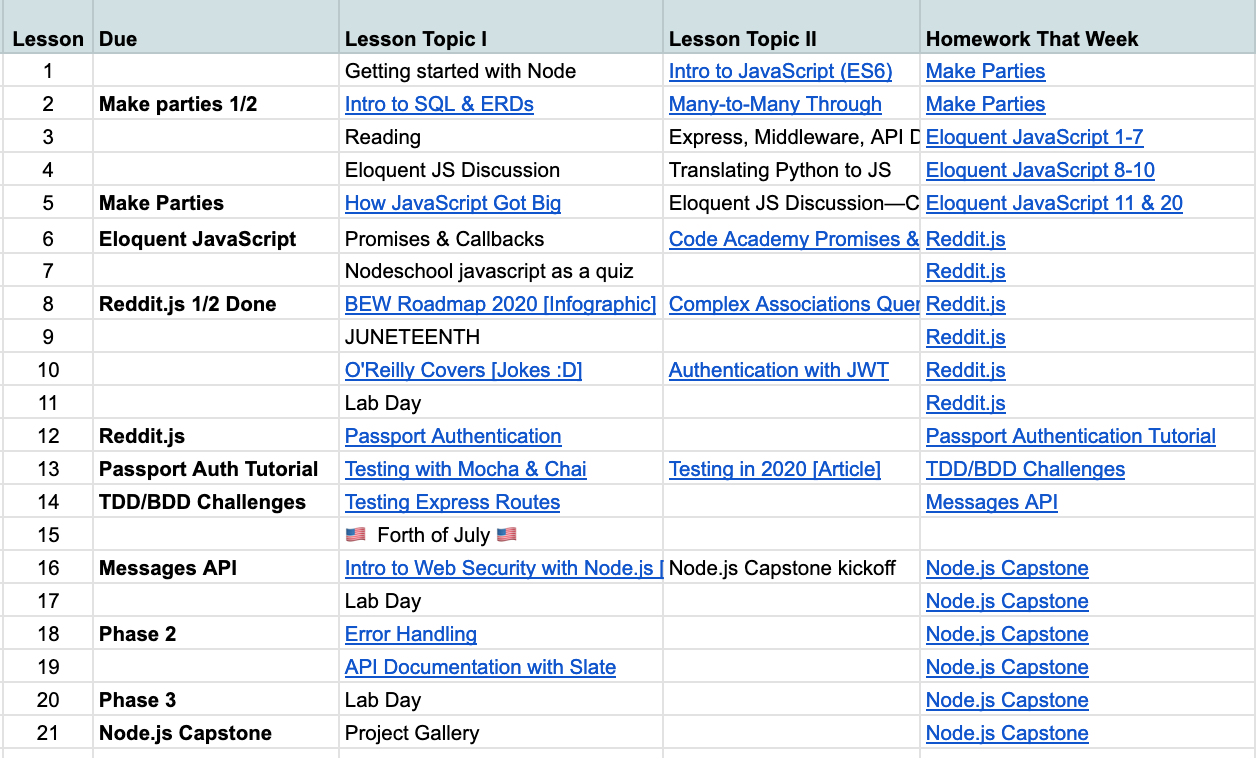 Lesson Due Lesson Topic I Lesson Topic II Homework That Week
1 Getting started with Node Intro to JavaScript (ES6) Make Parties
2 Make parties 1/2 Intro to SQL & ERDs Many-to-Many Through Make Parties
3 Reading Express, Middleware, API Eloquent JavaScript 1-7
4 Eloquent JS Discussion Translating Python to JS Eloquent JavaScript 8-10
5 Make Parties How JavaScript Got Big Eloquent JS Discussion— Eloquent JavaScript 11 & 20
6 Eloquent JavaScript Promises & Callbacks Code Academy Promises & Reddit.js
7 Nodeschool javascript as a quiz Reddit.js
8 Reddit.js 1/2 Done BEW Roadmap 2020 [Infographic] Complex Associations Reddit.js
9 JUNETEENTH Reddit.js
10 O'Reilly Covers [Jokes :D] Authentication with JWT Reddit.js
11 Lab Day Reddit.js
12 Reddit.js Passport Authentication Passport Authentication Tutorial
13 Passport Auth Tutorial Testing with Mocha & Chai Testing in 2020 [Article] TDD/BDD Challenges
14 TDD/BDD Challenges Testing Express Routes Messages API
15 🇺🇸 Forth of July 🇺🇸
16 Messages API Intro to Web Security with Node.js [ Node.js Capstone kickoff Node.js Capstone
17 Lab Day Node.js Capstone
18 Phase 2 Error Handling Node.js Capstone
19 API Documentation with Slate Node.js Capstone
20 Phase 3 Lab Day Node.js Capstone
21 Node.js Capstone Project Gallery Node.js Capstone